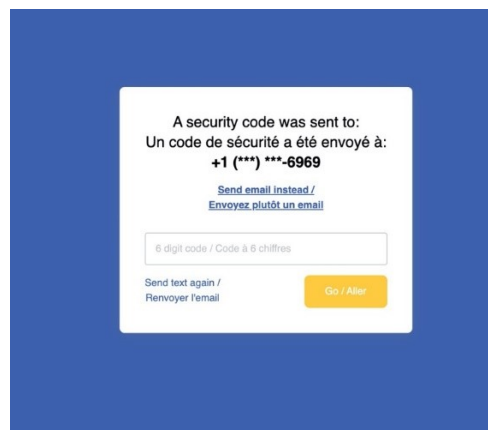 A security code was sent to:
Un code de sécurité a été envoyé à:
+1 (***) ***-6969
Send email instead /
Envoyez plutôt un email
6 digit code / Code à 6 chiffres
Send text again /
Renvoyer l'email
Go / Aller